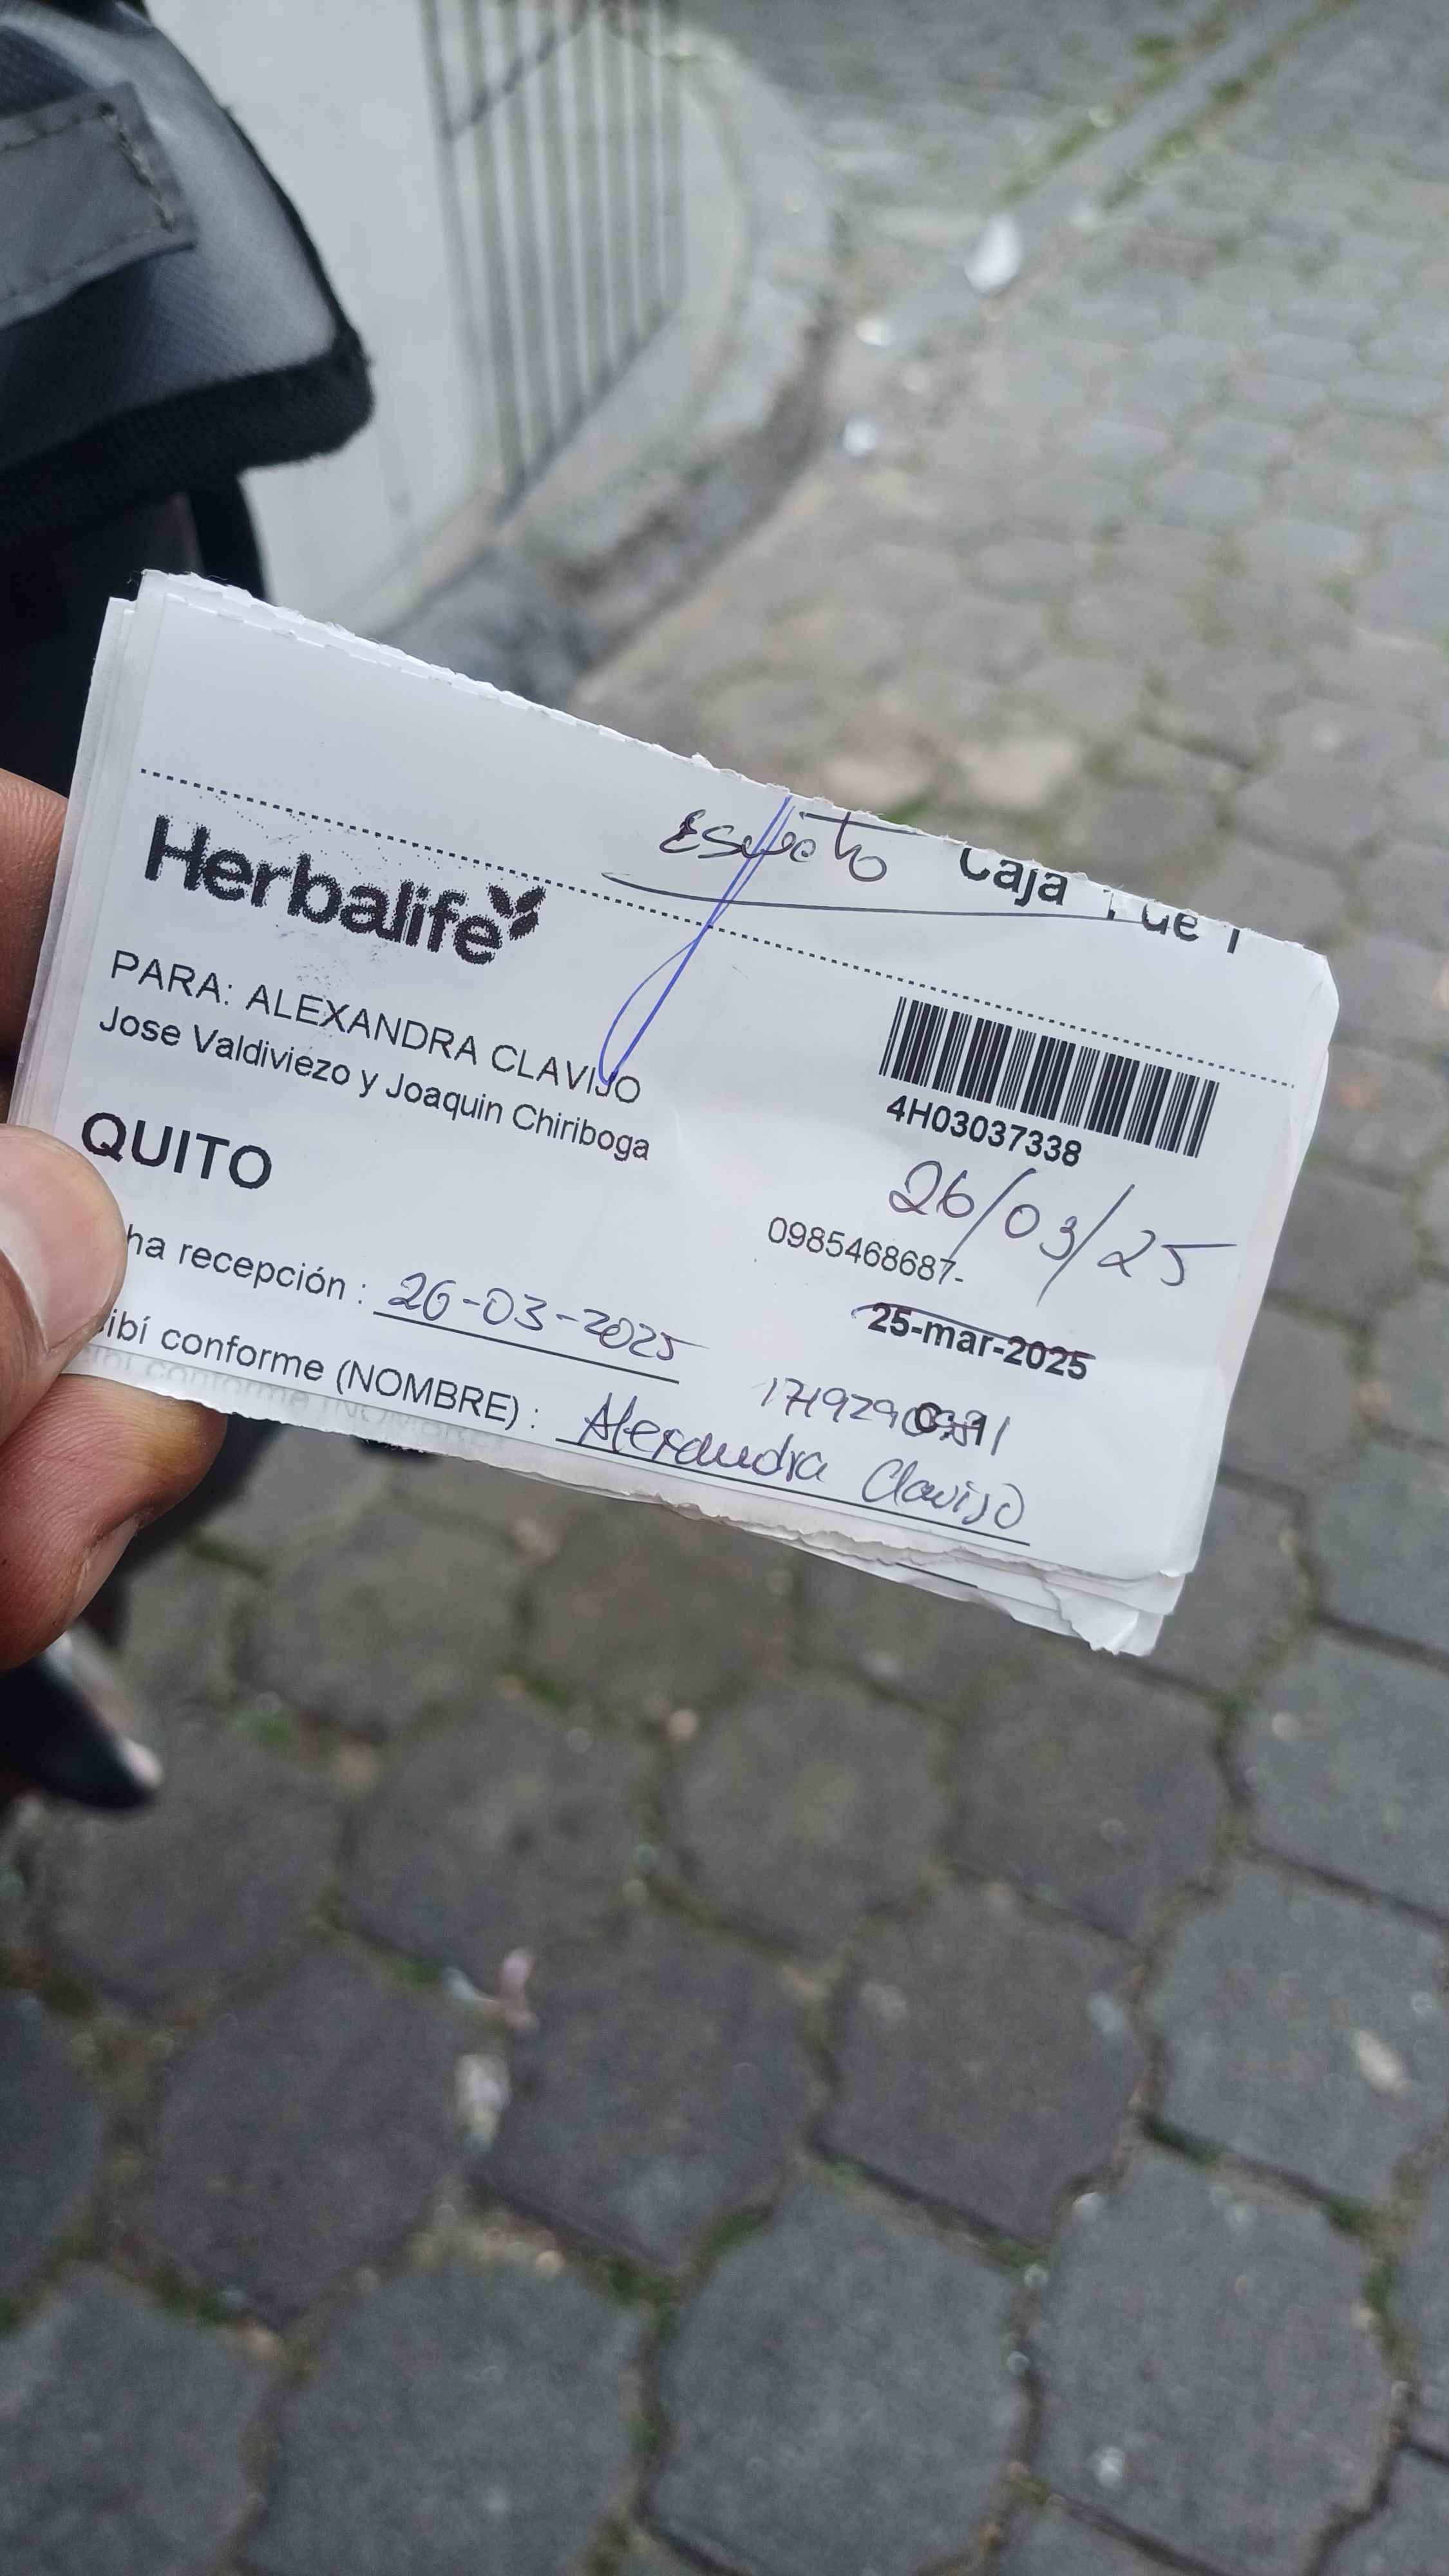 Caja 1 de 1
Herbalife
PARA: ALEXANDRA CLAVIJO
Jose Valdiviezo y Joaquin Chiriboga
QUITO
4H03037338
26/03/25
0985468687-
25-mar-2025
ha recepción : 26-03-2025
C-1
ibí conforme (NOMBRE) : Alexandra Clavijo